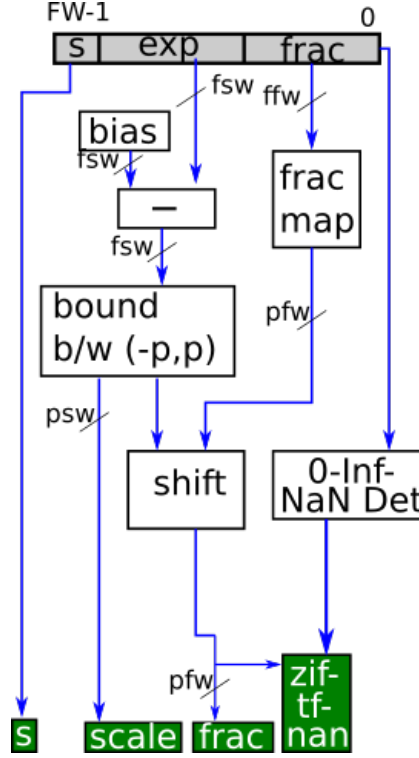 FW-1 0
s exp frac
fsw ffw
bias
fsw
frac
map
−
fsw
bound
b/w (-p,p)
pfw
psw
shift
0-Inf-
NaN Det
pfw
zif-
tf-
nan
s scale frac